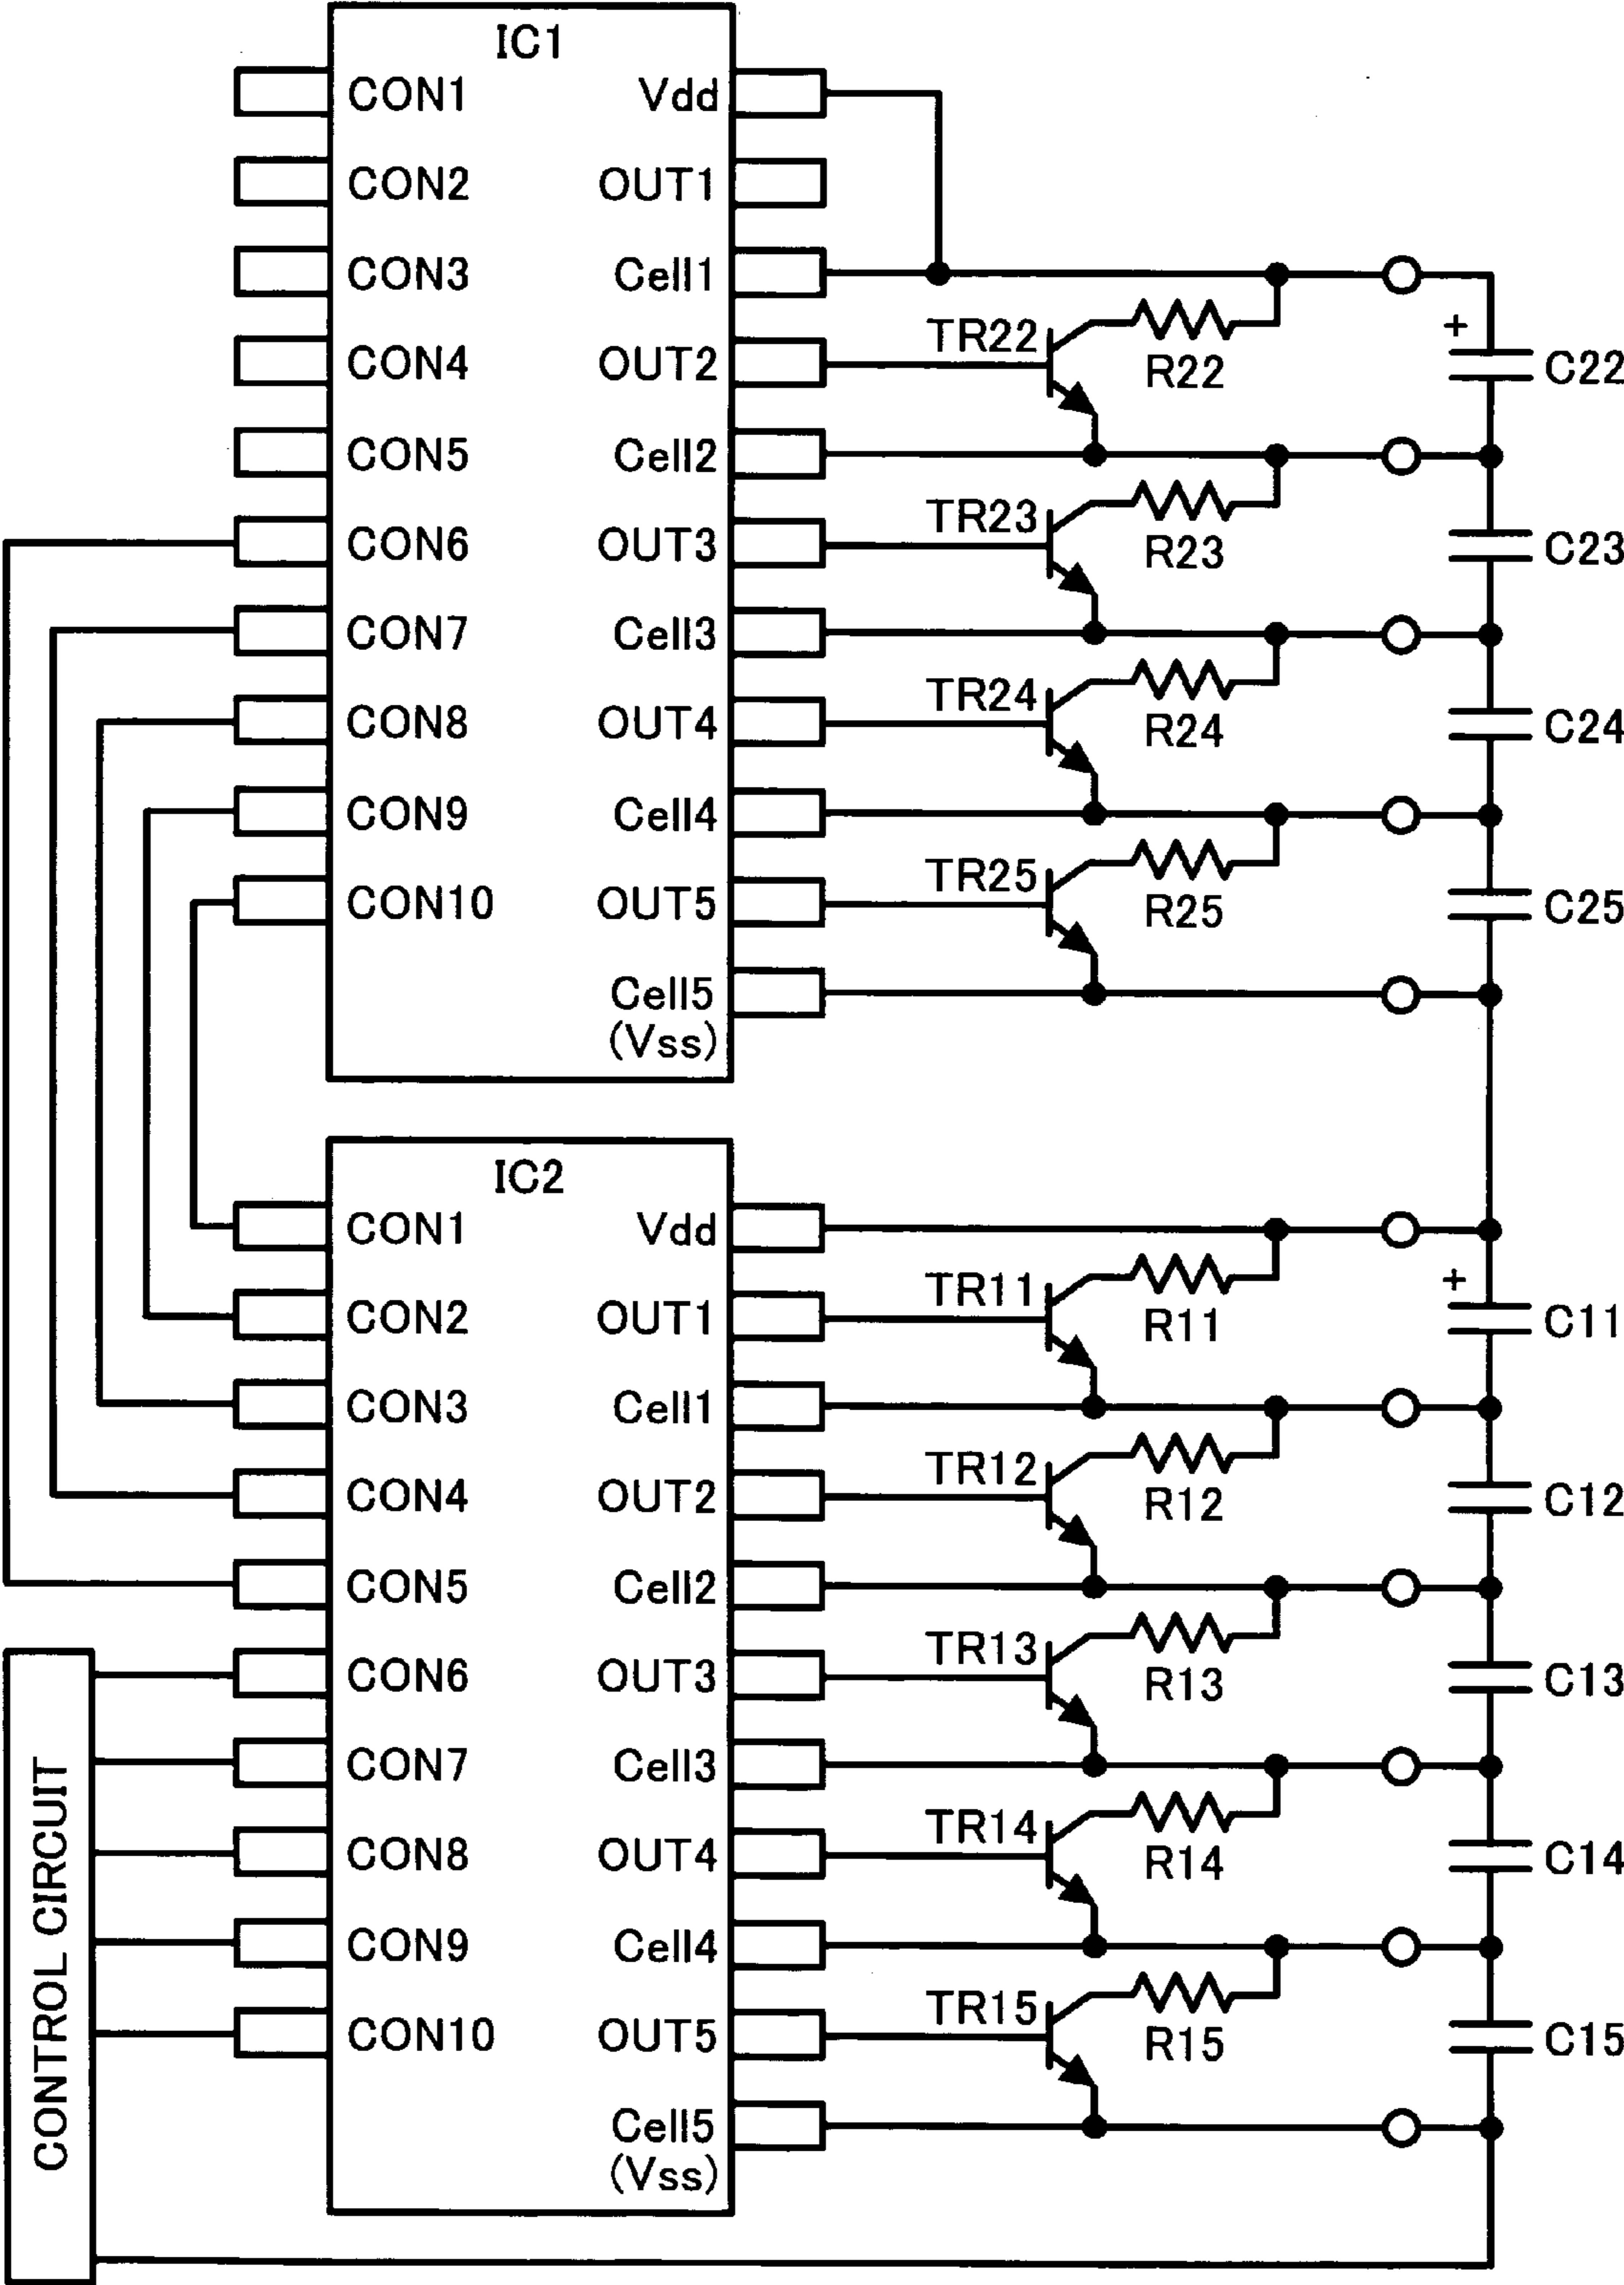 IC1
CON1 Vdd
CON2 OUT1
CON3 Cell1
TR22
+
CON4 OUT2
R22
C22
CON5 Cell2
TR23
CON6 OUT3
R23
C23
CON7 Cell3
TR24
CON8 OUT4
R24
C24
CON9 Cell4
TR25
CON10 OUT5
R25
C25
Cell5
(Vss)
IC2
CON1 Vdd
TR11
+
CON2 OUT1
R11
C11
CON3 Cell1
TR12
CON4 OUT2
R12
C12
CON5 Cell2
TR13
CON6 OUT3
R13
C13
CON7 Cell3
TR14
CON8 OUT4
R14
C14
CON9 Cell4
TR15
CON10 OUT5
R15
C15
Cell5
(Vss)
CONTROL CIRCUIT